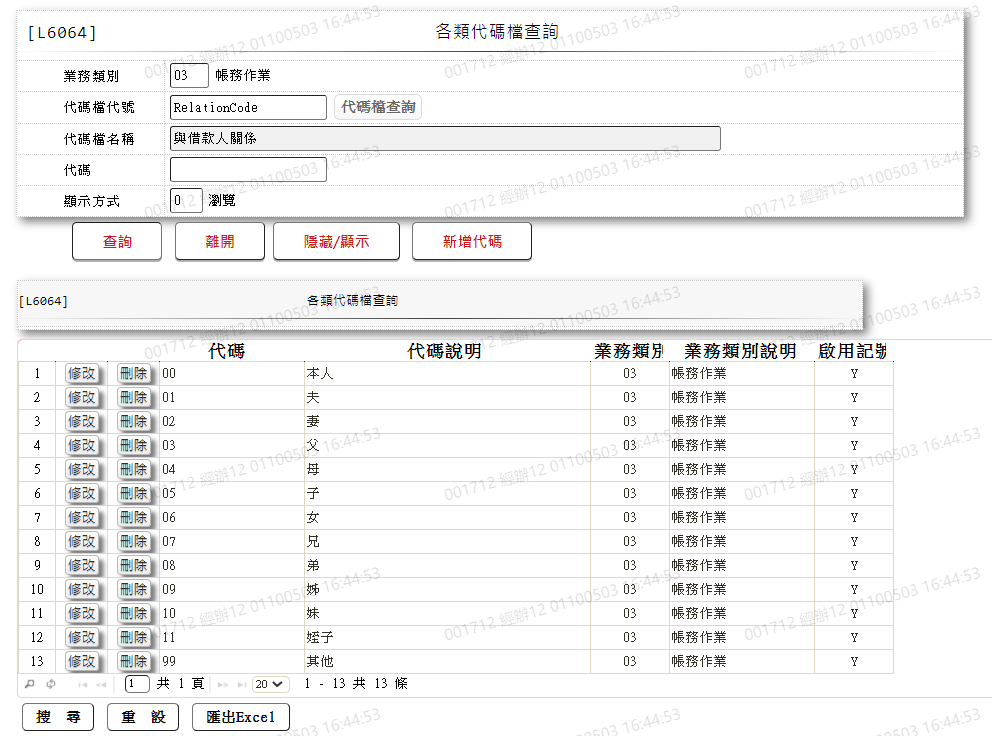 [L6064] 各類代碼檔查詢
業務類別 03 帳務作業
代碼檔代號 RelationCode 代碼檔查詢
代碼檔名稱 與借款人關係
代碼
顯示方式 0 瀏覽
查詢 離開 隱藏/顯示 新增代碼
[L6064] 各類代碼檔查詢
代碼 代碼說明 業務類別 業務類別說明 啟用記號
1 修改 刪除 00 本人 03 帳務作業 Y
2 修改 刪除 01 夫 03 帳務作業 Y
3 修改 刪除 02 妻 03 帳務作業 Y
4 修改 刪除 03 父 03 帳務作業 Y
5 修改 刪除 04 母 03 帳務作業 Y
6 修改 刪除 05 子 03 帳務作業 Y
7 修改 刪除 06 女 03 帳務作業 Y
8 修改 刪除 07 兄 03 帳務作業 Y
9 修改 刪除 08 弟 03 帳務作業 Y
10 修改 刪除 09 姊 03 帳務作業 Y
11 修改 刪除 10 妹 03 帳務作業 Y
12 修改 刪除 11 姪子 03 帳務作業 Y
13 修改 刪除 99 其他 03 帳務作業 Y
1 共 1 頁 20 1 - 13 共 13 條
搜 尋 重 設 匯出Excel
001712 經辦12 01100503 16:44:53